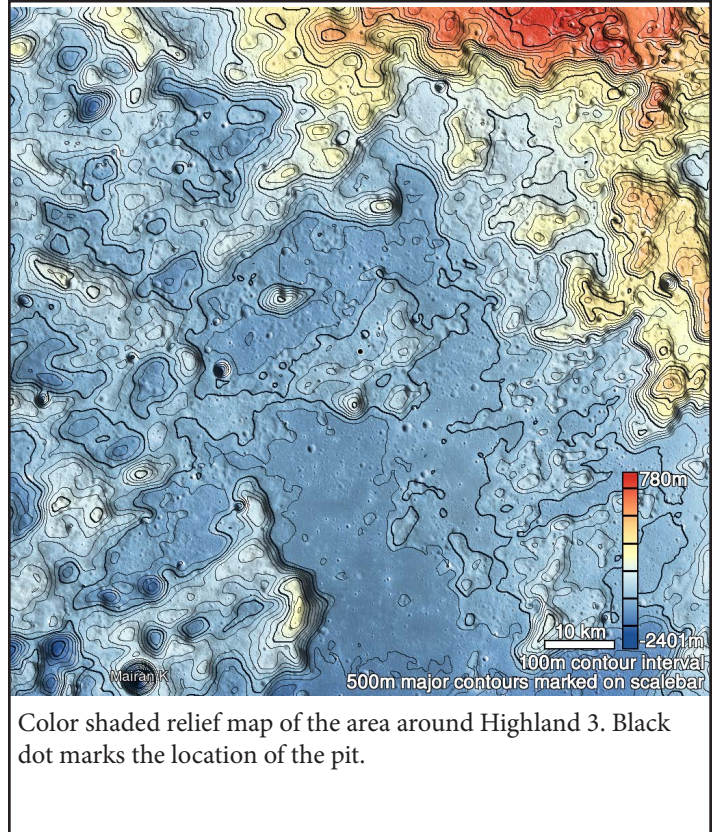 780m
-2401m
10 km
100m contour interval
500m major contours marked on scalebar
Mairan K
Color shaded relief map of the area around Highland 3. Black
dot marks the location of the pit.